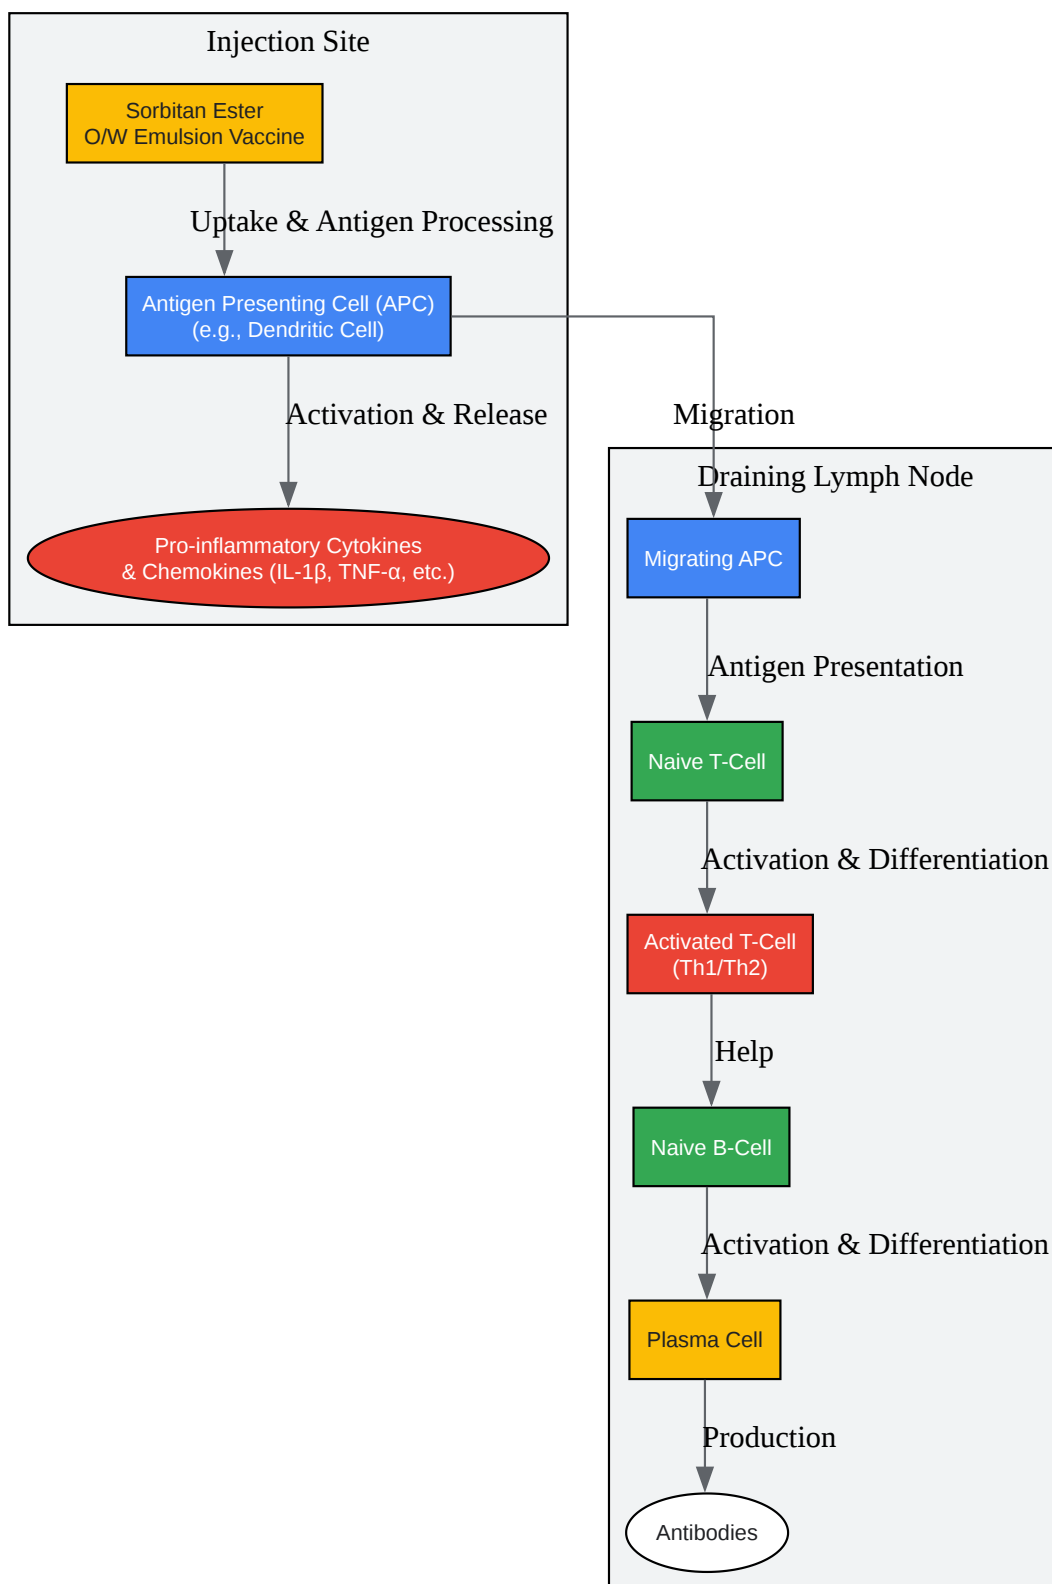 Injection Site
Sorbitan Ester
O/W Emulsion Vaccine
Uptake & Antigen Processing
Antigen Presenting Cell (APC)
(e.g., Dendritic Cell)
Activation & Release
Pro-inflammatory Cytokines
& Chemokines (IL-1β, TNF-α, etc.)
Migration
Draining Lymph Node
Migrating APC
Antigen Presentation
Naive T-Cell
Activation & Differentiation
Activated T-Cell
(Th1/Th2)
Help
Naive B-Cell
Activation & Differentiation
Plasma Cell
Production
Antibodies